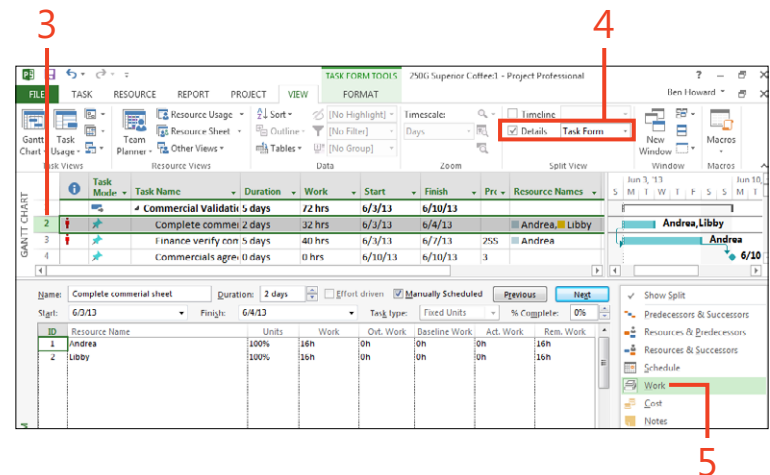 3 4
TASK FORM TOOLS 250G Superior Coffee:1 - Project Professional ?
FILE TASK RESOURCE REPORT PROJECT VIEW FORMAT Ben Howard
Resource Usage Sort [No Highlight] Timescale: Timeline
Resource Sheet Outline [No Filter] Days Details Task Form
Gantt Chart Task Usage Team Planner Other Views Tables [No Group] New Window Macros
Task Views Resource Views Data Zoom Split View Window Macros
Task Mode Task Name Duration Work Start Finish Pre Resource Names Jun 3, '13 Jun 10,
S M T W T F S S M T
Commercial Validati 5 days 72 hrs 6/3/13 6/10/13
2 Complete commer 2 days 32 hrs 6/3/13 6/4/13 Andrea, Libby Andrea,Libby
3 Finance verify com 5 days 40 hrs 6/3/13 6/7/13 2SS Andrea Andrea
4 Commercials agre 0 days 0 hrs 6/10/13 6/10/13 3 6/10
GANTT CHART
Name: Complete commerial sheet Duration: 2 days Effort driven Manually Scheduled Previous Next
Start: 6/3/13 Finish: 6/4/13 Task type: Fixed Units % Complete: 0%
ID Resource Name Units Work Ovt. Work Baseline Work Act. Work Rem. Work
1 Andrea 100% 16h 0h 0h 0h 16h
2 Libby 100% 16h 0h 0h 0h 16h
Show Split
Predecessors & Successors
Resources & Predecessors
Resources & Successors
Schedule
Work
Cost
Notes
5